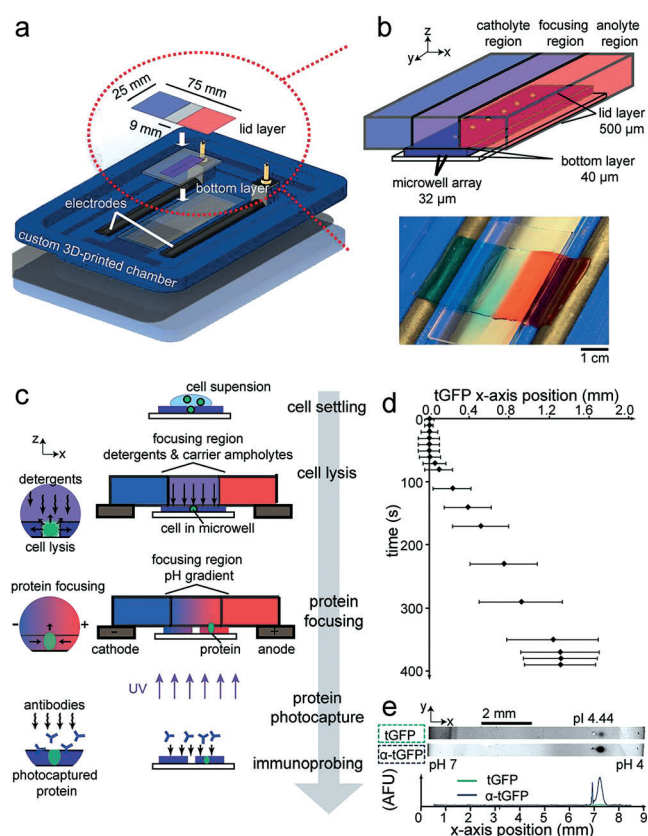 a
25 mm
75 mm
9 mm
lid layer
bottom layer
electrodes
custom 3D-printed chamber
b
z
y
x
catholyte region
focusing region
anolyte region
lid layer
500 µm
bottom layer
40 µm
microwell array
32 µm
1 cm
c
cell supension
cell settling
z
x
detergents
focusing region
detergents & carrier ampholytes
cell lysis
cell lysis
cell in microwell
focusing region
pH gradient
protein focusing
protein focusing
-
+
-
+
cathode
protein
anode
UV
protein photocapture
antibodies
immunoprobing
photocaptured
protein
d
tGFP x-axis position (mm)
0.0 0.4 0.8 1.2 1.6 2.0
0
100
200
300
400
time (s)
e
y
x
2 mm
pI 4.44
tGFP
α-tGFP
pH 7
pH 4
(AFU)
tGFP
α-tGFP
0 1 2 3 4 5 6 7 8 9
x-axis position (mm)